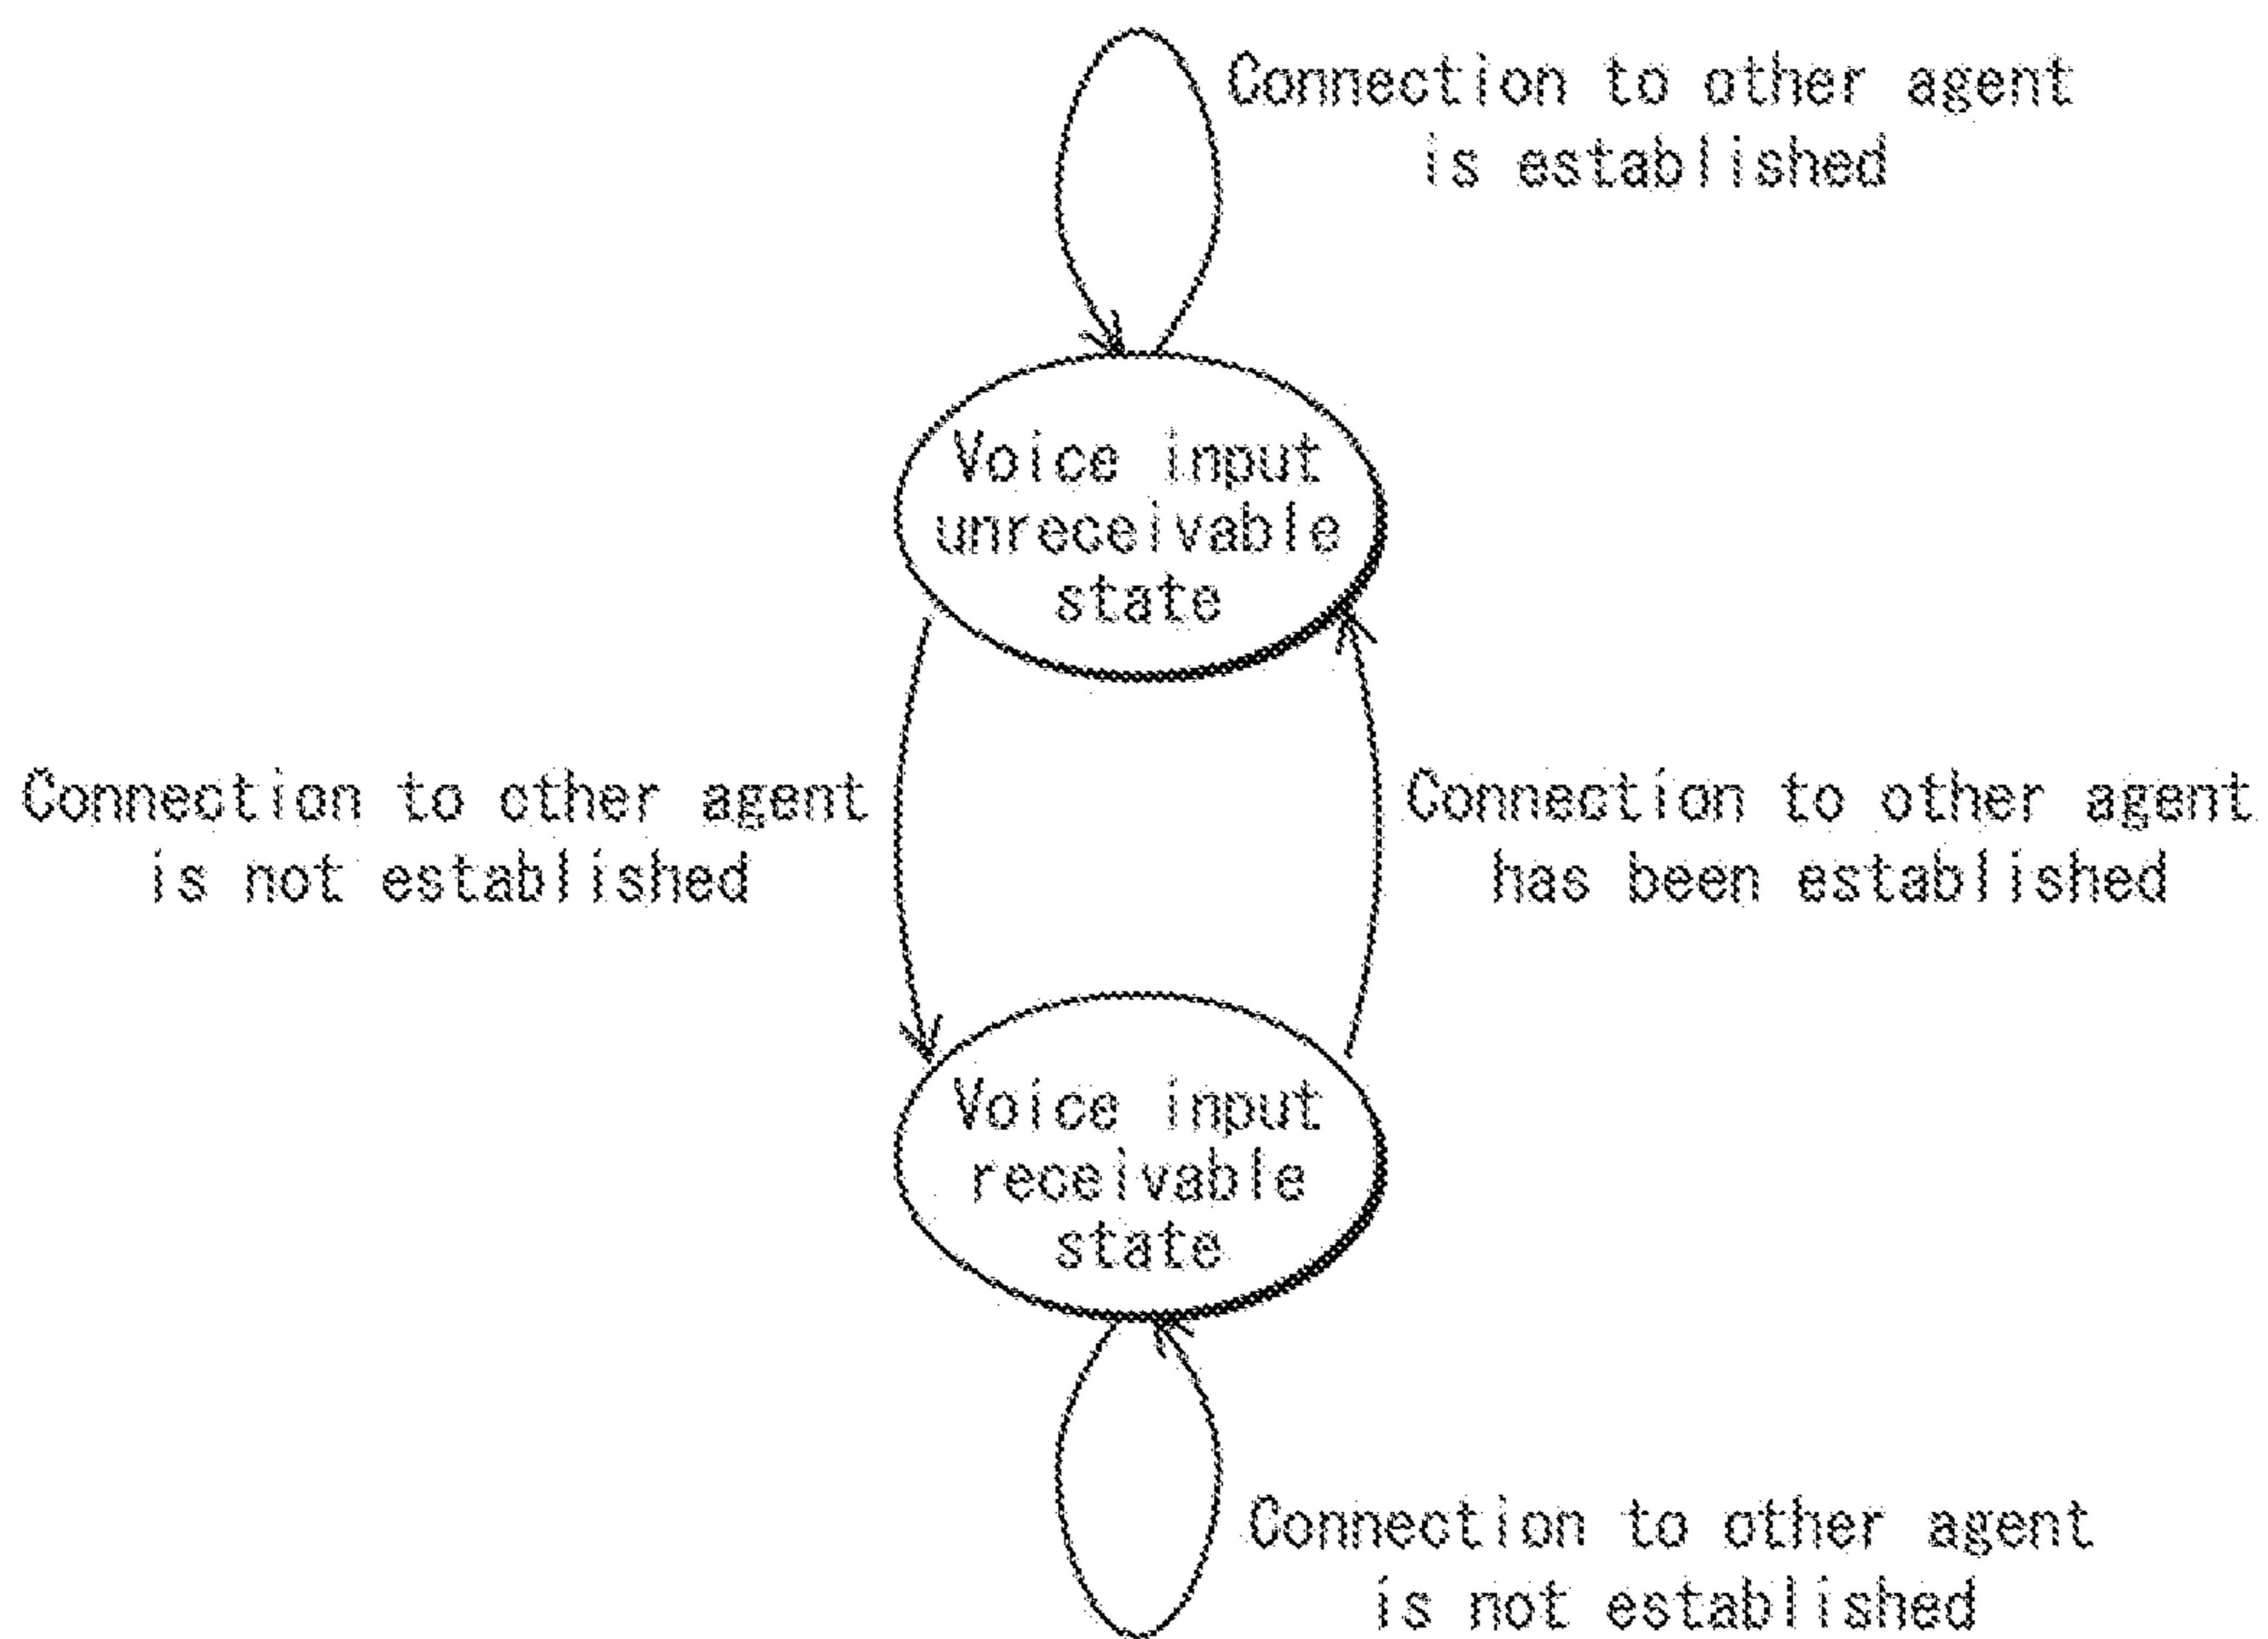 Connection to other agent
is established
Voice input
unreceivable
state
Connection to other agent
is not established
Connection to other agent
has been established
Voice input
receivable
state
Connection to other agent
is not established